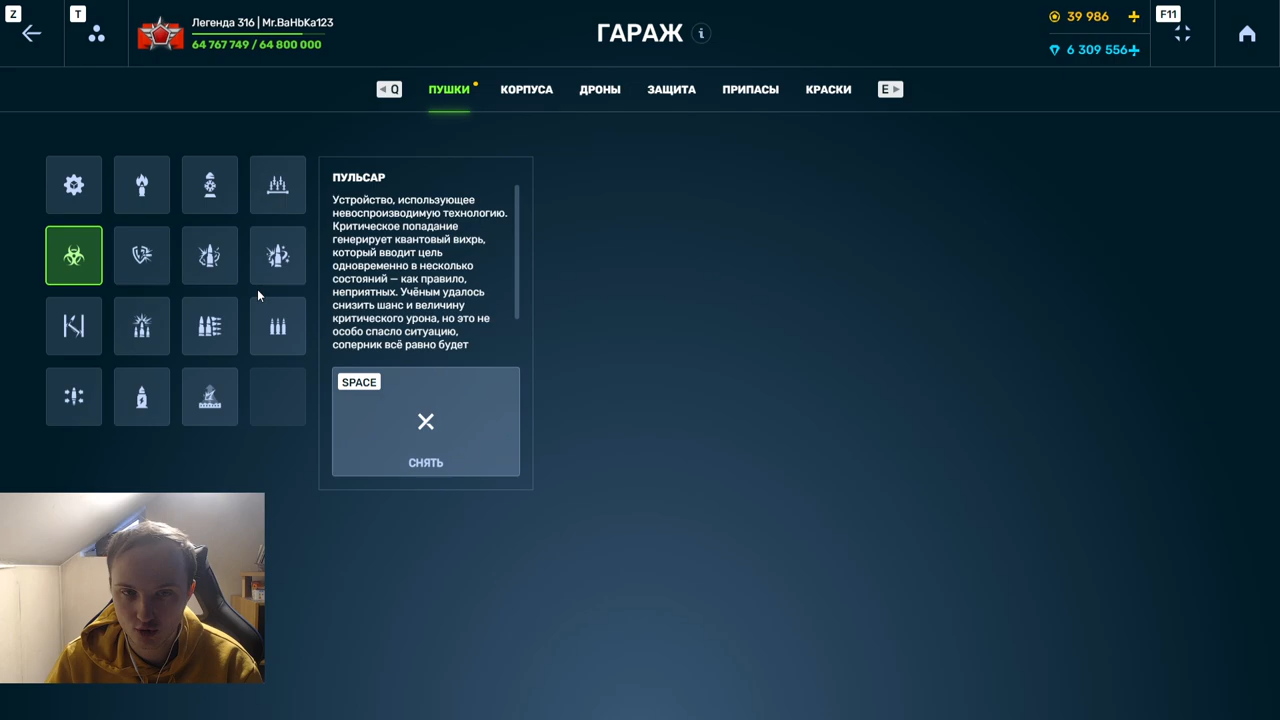 Z
T
Легенда 316 | Mr.BaHbKa123
64 767 749 / 64 800 000
ГАРАЖ
i
39 986 +
6 309 556+
F11
Q
ПУШКИ
КОРПУСА
ДРОНЫ
ЗАЩИТА
ПРИПАСЫ
КРАСКИ
E
ПУЛЬСАР
Устройство, использующее
невоспроизводимую технологию.
Критическое попадание
генерирует квантовый вихрь,
который вводит цель
одновременно в несколько
состояний – как правило,
неприятных. Учёным удалось
снизить шанс и величину
критического урона, но это не
особо спасло ситуацию,
соперник всё равно будет
SPACE
СНЯТЬ